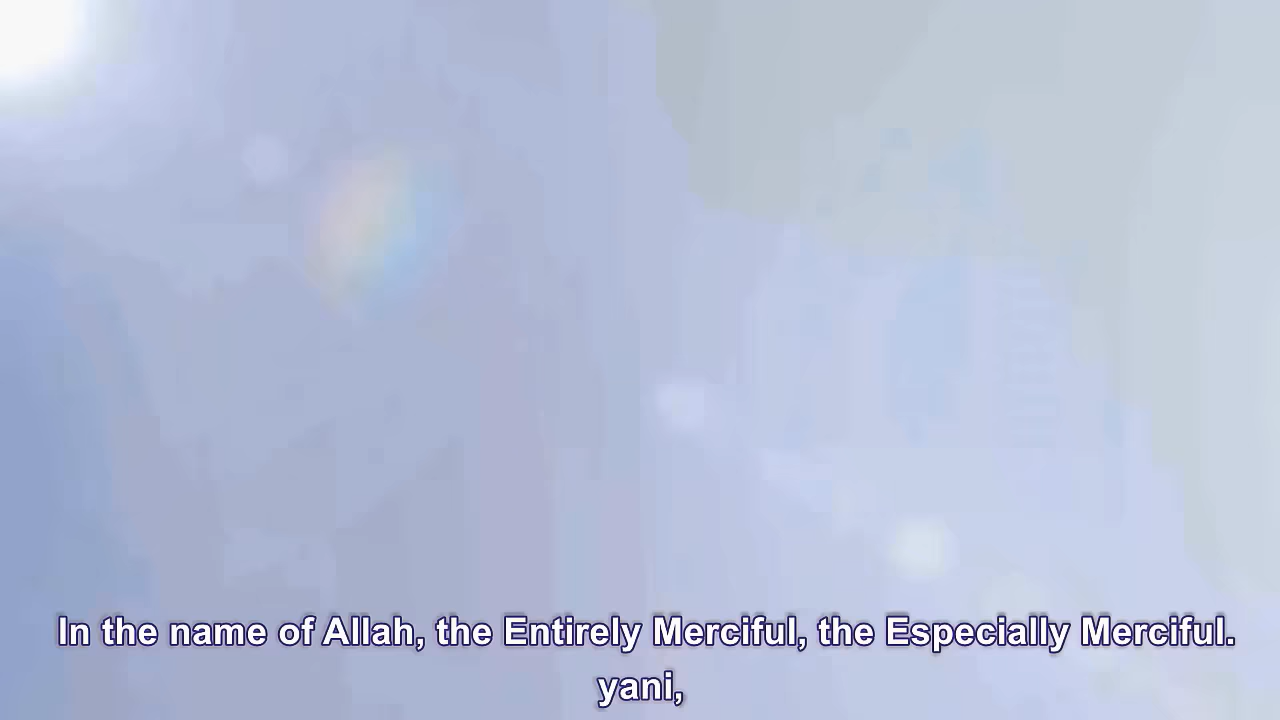 In the name of Allah, the Entirely Merciful, the Especially Merciful.
yani,